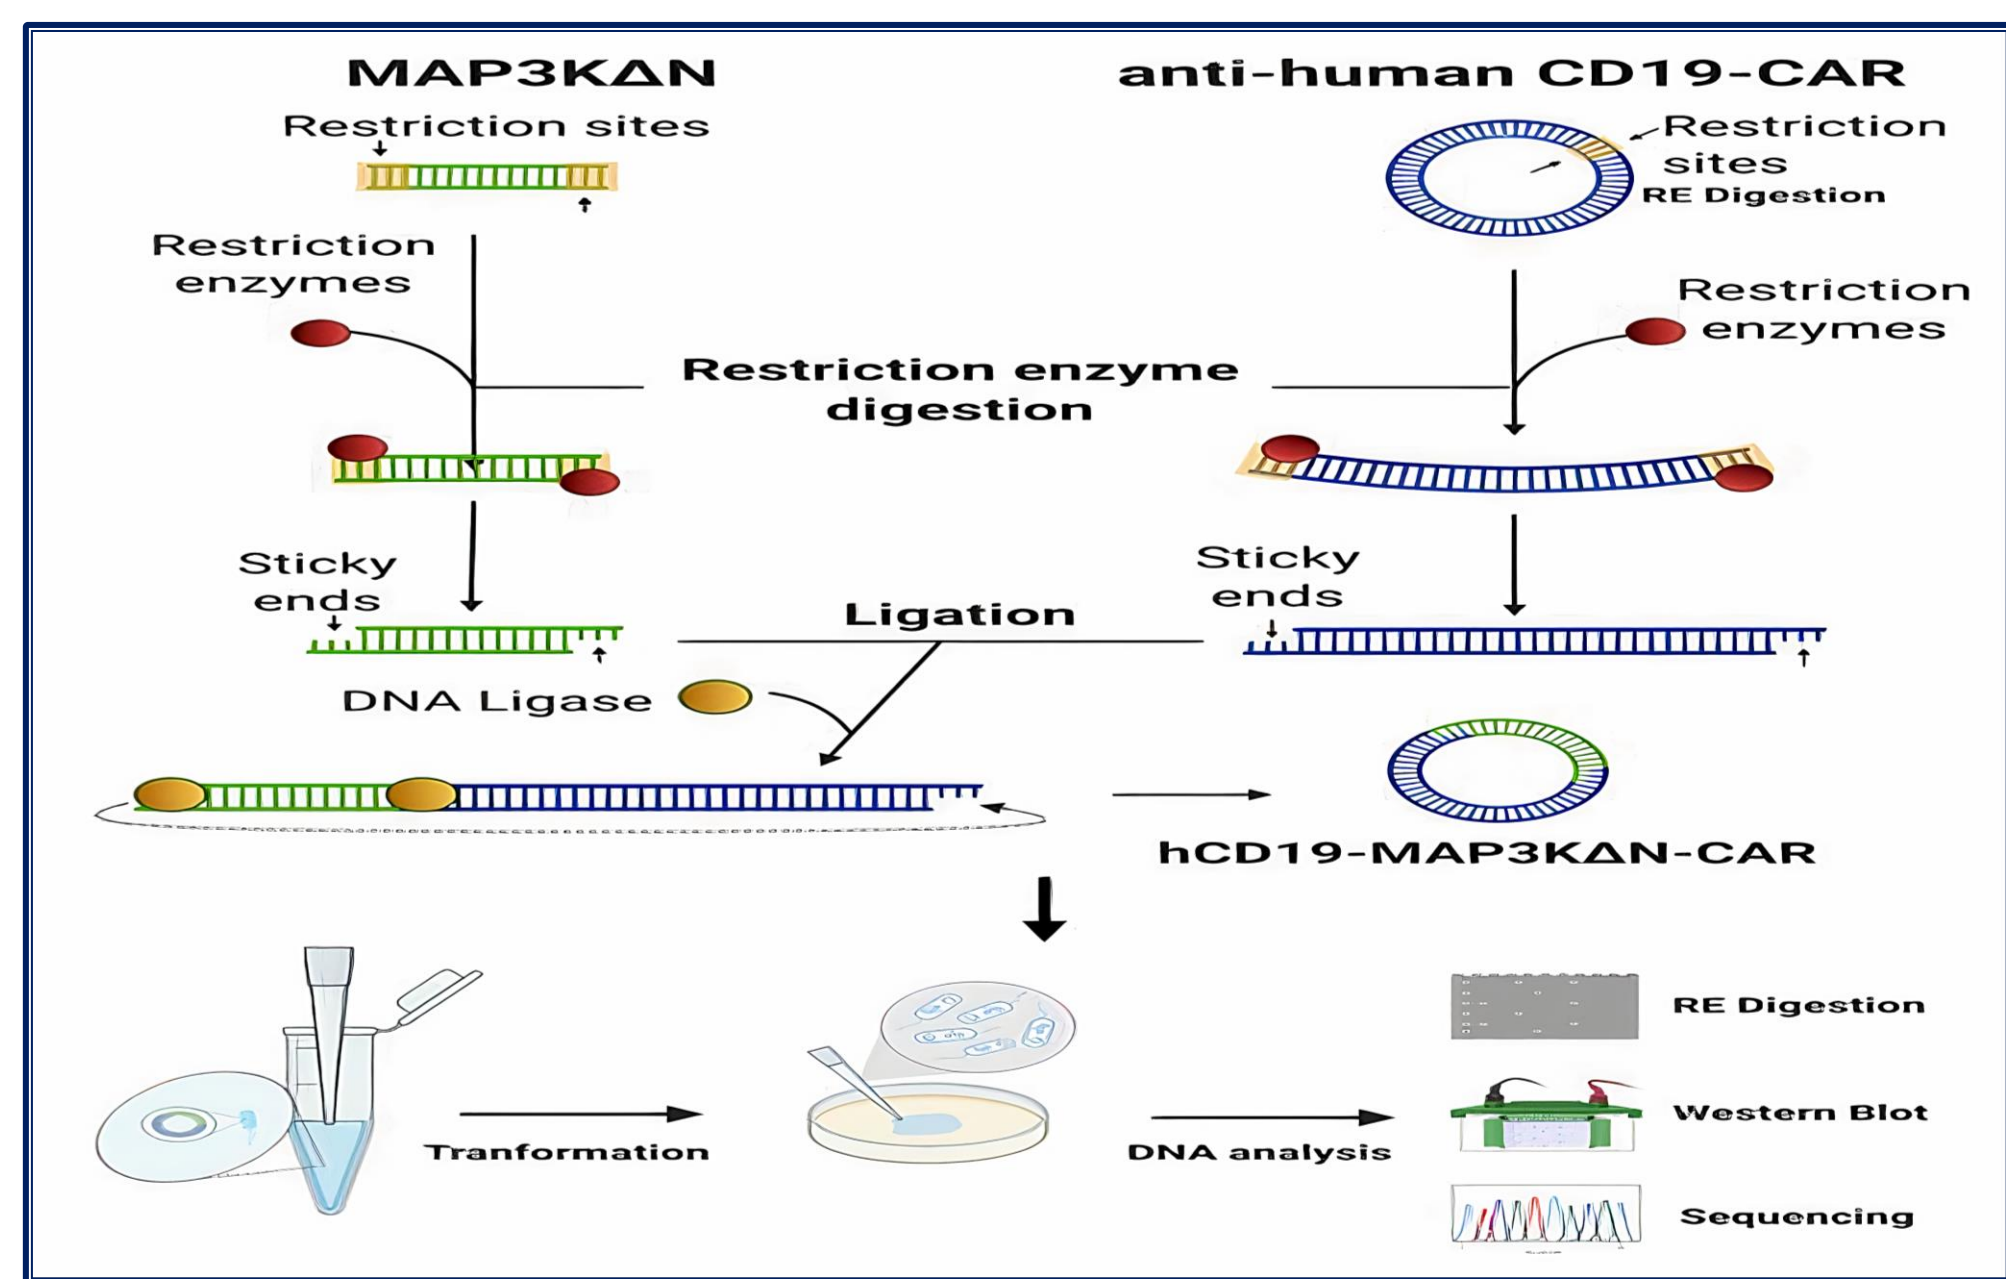 MAP3KΔN
anti-human CD19-CAR
Restriction sites
Restriction
sites
RE Digestion
Restriction
enzymes
Restriction
enzymes
Restriction enzyme
digestion
Sticky
ends
Sticky
ends
Ligation
DNA Ligase
hCD19-MAP3KΔN-CAR
Tranformation
DNA analysis
RE Digestion
Western Blot
Sequencing